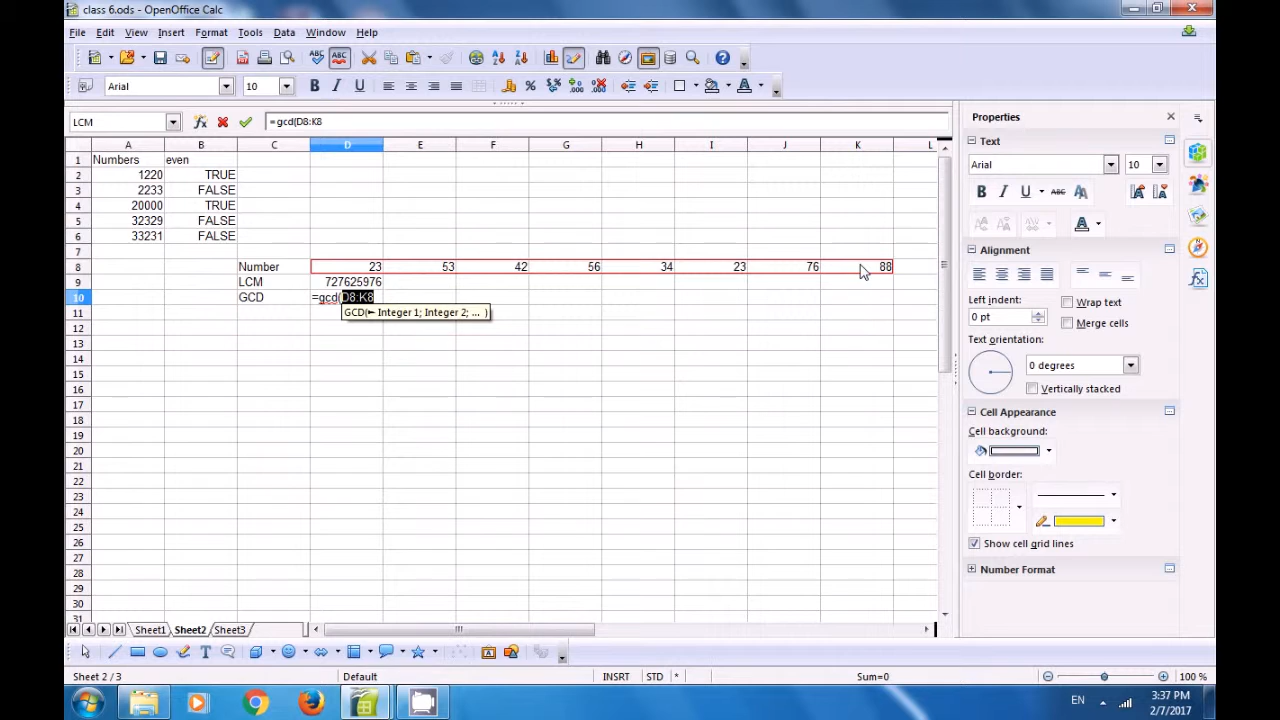 class 6.ods - OpenOffice Calc
File Edit View Insert Format Tools Data Window Help
Arial 10
LCM =gcd(D8:K8
A B C D E F G H I J K L
1 Numbers even
2 1220 TRUE
3 2233 FALSE
4 20000 TRUE
5 32329 FALSE
6 33231 FALSE
7
8 Number 23 53 42 56 34 23 76 88
9 LCM 727625976
10 GCD =gcd(D8:K8
11 GCD(► Integer 1; Integer 2; ... )
12
13
14
15
16
17
18
19
20
21
22
23
24
25
26
27
28
29
30
31
Sheet1 Sheet2 Sheet3
Properties
Text
Arial 10
Alignment
Left indent: Wrap text
0 pt Merge cells
Text orientation:
0 degrees
Vertically stacked
Cell Appearance
Cell background:
Cell border:
Show cell grid lines
Number Format
Sheet 2 / 3 Default INSRT STD * Sum=0 100 %
EN 3:37 PM
2/7/2017